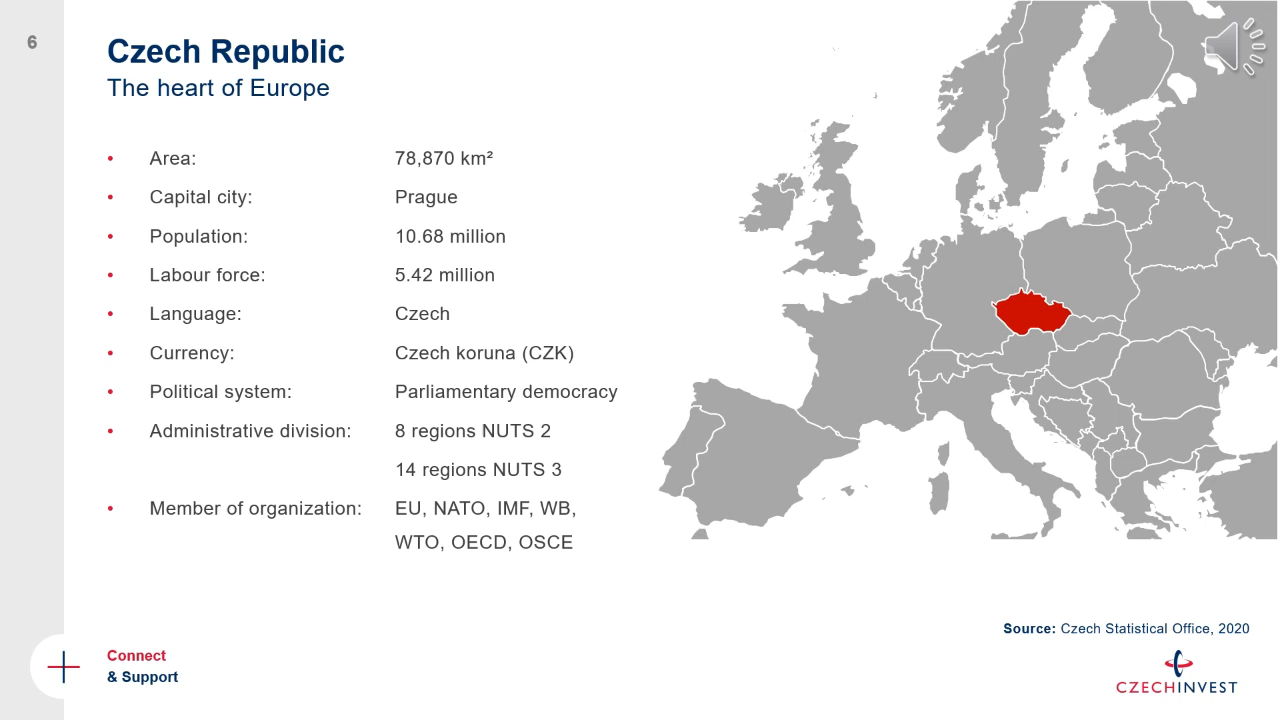 6
Czech Republic
The heart of Europe
• Area: 78,870 km²
• Capital city: Prague
• Population: 10.68 million
• Labour force: 5.42 million
• Language: Czech
• Currency: Czech koruna (CZK)
• Political system: Parliamentary democracy
• Administrative division: 8 regions NUTS 2
14 regions NUTS 3
• Member of organization: EU, NATO, IMF, WB,
WTO, OECD, OSCE
Source: Czech Statistical Office, 2020
Connect
& Support
CZECHINVEST